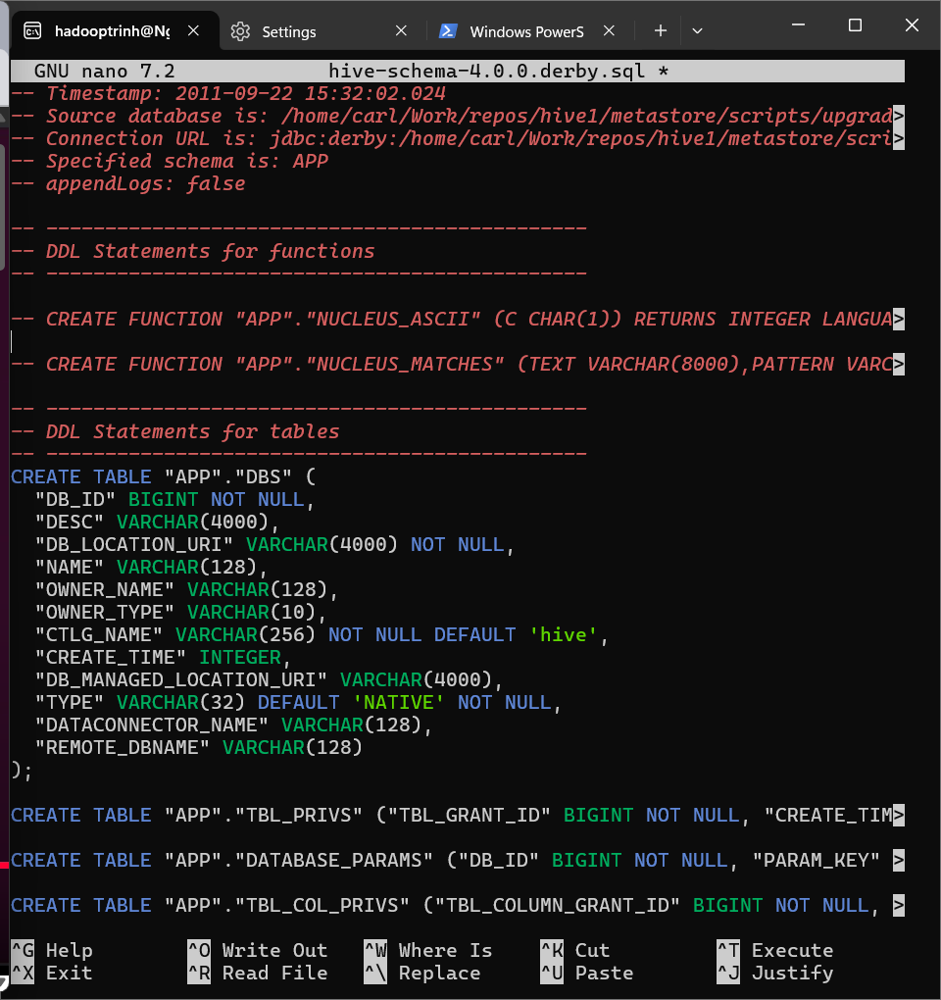 hadooptrinh@Ng
Settings
Windows PowerS
GNU nano 7.2 hive-schema-4.0.0.derby.sql *
-- Timestamp: 2011-09-22 15:32:02.024
-- Source database is: /home/carl/Work/repos/hive1/metastore/scripts/upgrad>
-- Connection URL is: jdbc:derby:/home/carl/Work/repos/hive1/metastore/scri>
-- Specified schema is: APP
-- appendLogs: false
-- ----------------------------------------------
-- DDL Statements for functions
-- ----------------------------------------------
-- CREATE FUNCTION "APP"."NUCLEUS_ASCII" (C CHAR(1)) RETURNS INTEGER LANGUA>
-- CREATE FUNCTION "APP"."NUCLEUS_MATCHES" (TEXT VARCHAR(8000),PATTERN VARC>
-- ----------------------------------------------
-- DDL Statements for tables
-- ----------------------------------------------
CREATE TABLE "APP"."DBS" (
"DB_ID" BIGINT NOT NULL,
"DESC" VARCHAR(4000),
"DB_LOCATION_URI" VARCHAR(4000) NOT NULL,
"NAME" VARCHAR(128),
"OWNER_NAME" VARCHAR(128),
"OWNER_TYPE" VARCHAR(10),
"CTLG_NAME" VARCHAR(256) NOT NULL DEFAULT 'hive',
"CREATE_TIME" INTEGER,
"DB_MANAGED_LOCATION_URI" VARCHAR(4000),
"TYPE" VARCHAR(32) DEFAULT 'NATIVE' NOT NULL,
"DATACONNECTOR_NAME" VARCHAR(128),
"REMOTE_DBNAME" VARCHAR(128)
);
CREATE TABLE "APP"."TBL_PRIVS" ("TBL_GRANT_ID" BIGINT NOT NULL, "CREATE_TIM>
CREATE TABLE "APP"."DATABASE_PARAMS" ("DB_ID" BIGINT NOT NULL, "PARAM_KEY" >
CREATE TABLE "APP"."TBL_COL_PRIVS" ("TBL_COLUMN_GRANT_ID" BIGINT NOT NULL, >
^G Help ^O Write Out ^W Where Is ^K Cut ^T Execute
^X Exit ^R Read File ^\ Replace ^U Paste ^J Justify